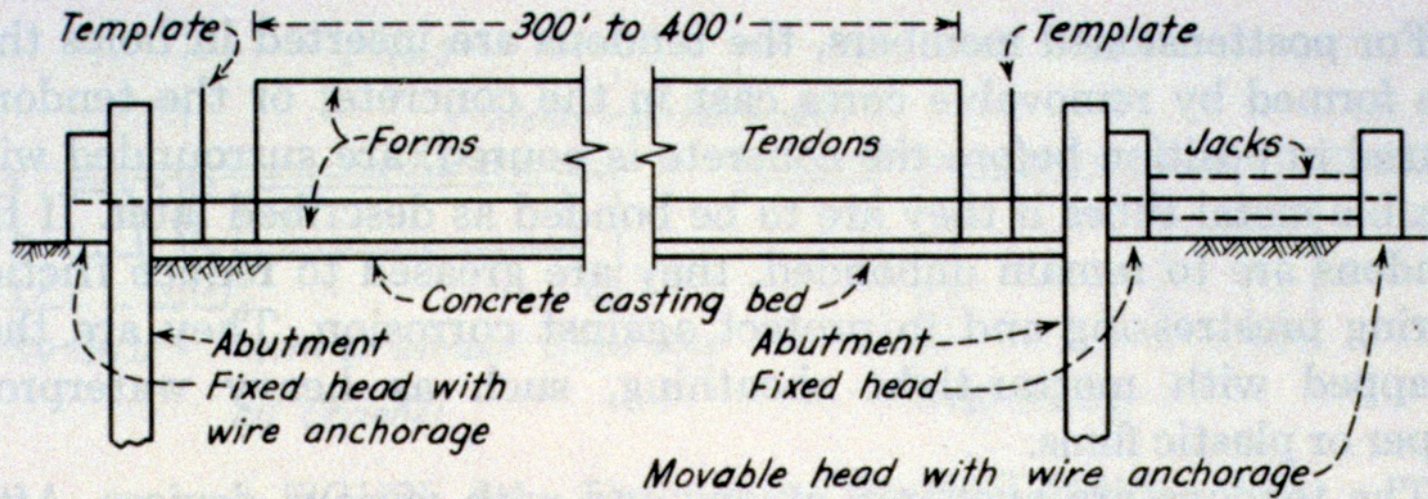 Template
300' to 400'
Template
Forms
Tendons
Jacks
Concrete casting bed
Abutment
Fixed head with
wire anchorage
Abutment
Fixed head
Movable head with wire anchorage